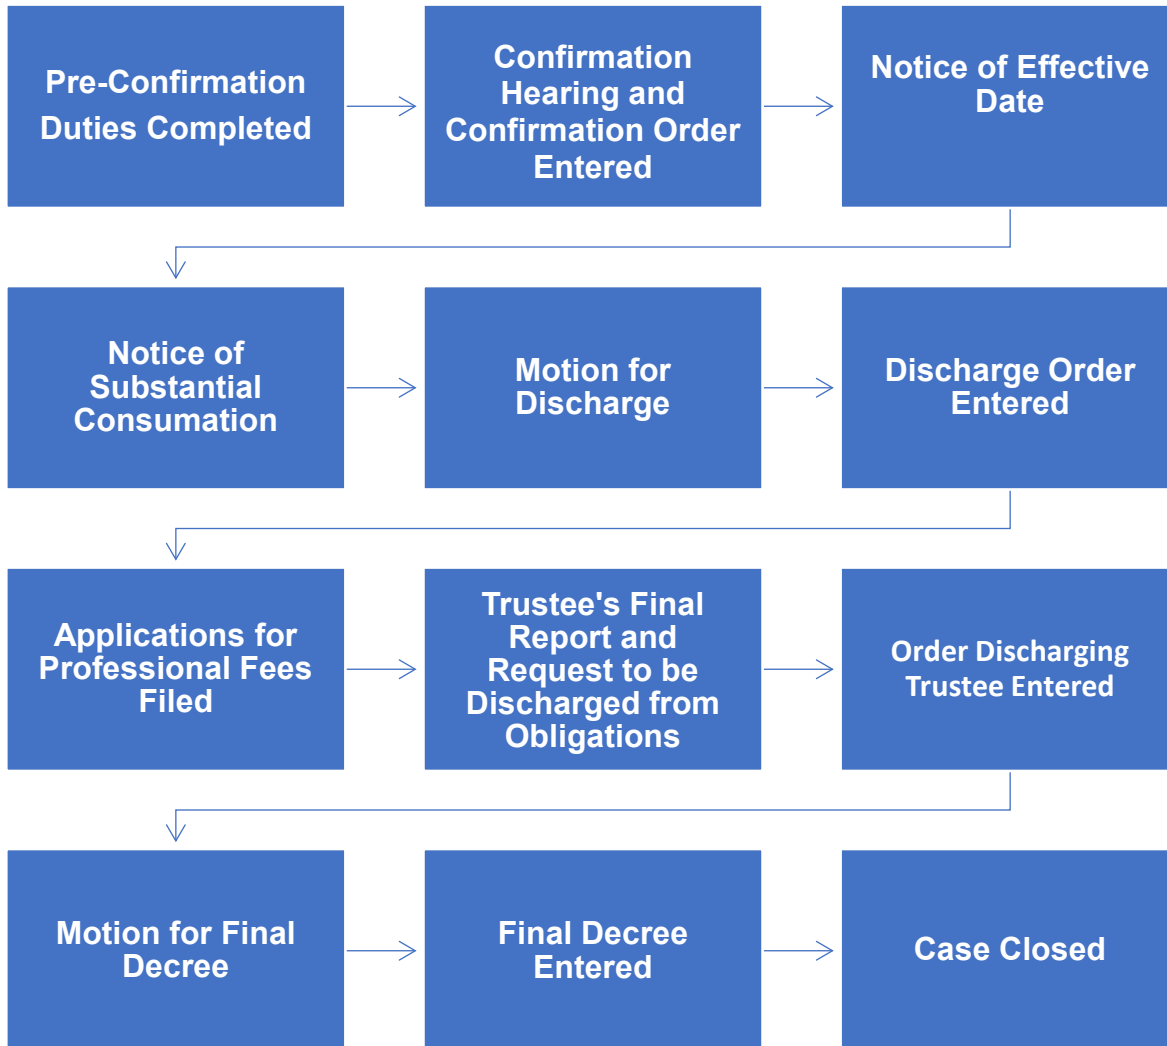 Pre-Confirmation
Duties Completed
Confirmation
Hearing and
Confirmation Order
Entered
Notice of Effective
Date
Notice of
Substantial
Consumation
Motion for
Discharge
Discharge Order
Entered
Applications for
Professional Fees
Filed
Trustee's Final
Report and
Request to be
Discharged from
Obligations
Order Discharging
Trustee Entered
Motion for Final
Decree
Final Decree
Entered
Case Closed